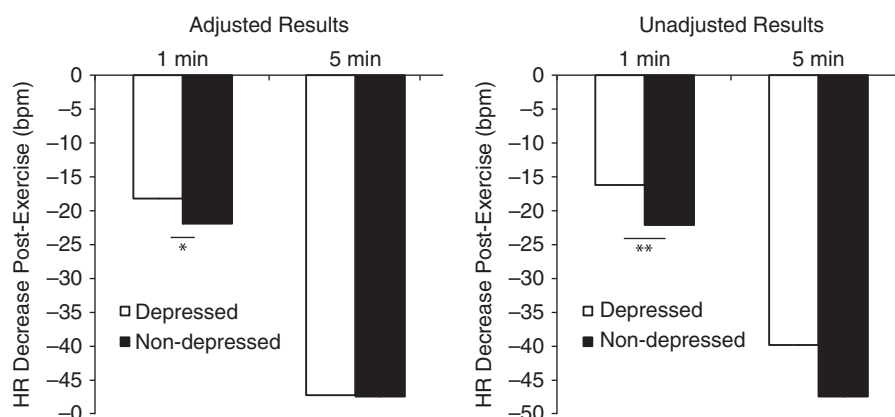 Adjusted Results
1 min 5 min
HR Decrease Post-Exercise (bpm)
0
–5
–10
–15
–20
–25
–30
–35
–40
–45
–0
*
Depressed
Non-depressed
Unadjusted Results
1 min 5 min
HR Decrease Post-Exercise (bpm)
0
–5
–10
–15
–20
–25
–30
–35
–40
–45
–50
**
Depressed
Non-depressed